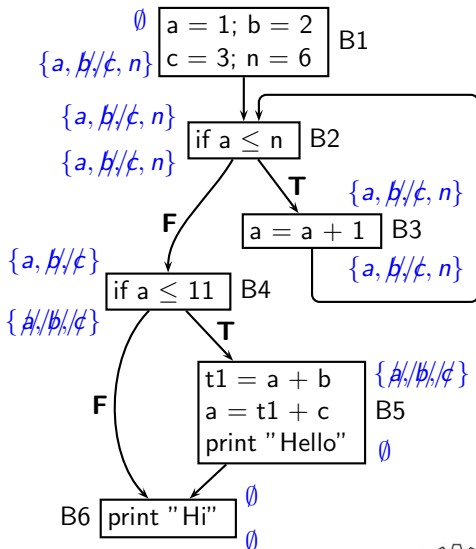 ∅
a = 1; b = 2
c = 3; n = 6
B1
{a, b, c, n}
{a, b, c, n}
if a ≤ n
B2
{a, b, c, n}
T
{a, b, c, n}
F
a = a + 1
B3
{a, b, c}
{a, b, c, n}
if a ≤ 11
B4
{a, b, c}
T
t1 = a + b
a = t1 + c
print "Hello"
{a, b, c}
B5
∅
F
B6
print "Hi"
∅
∅